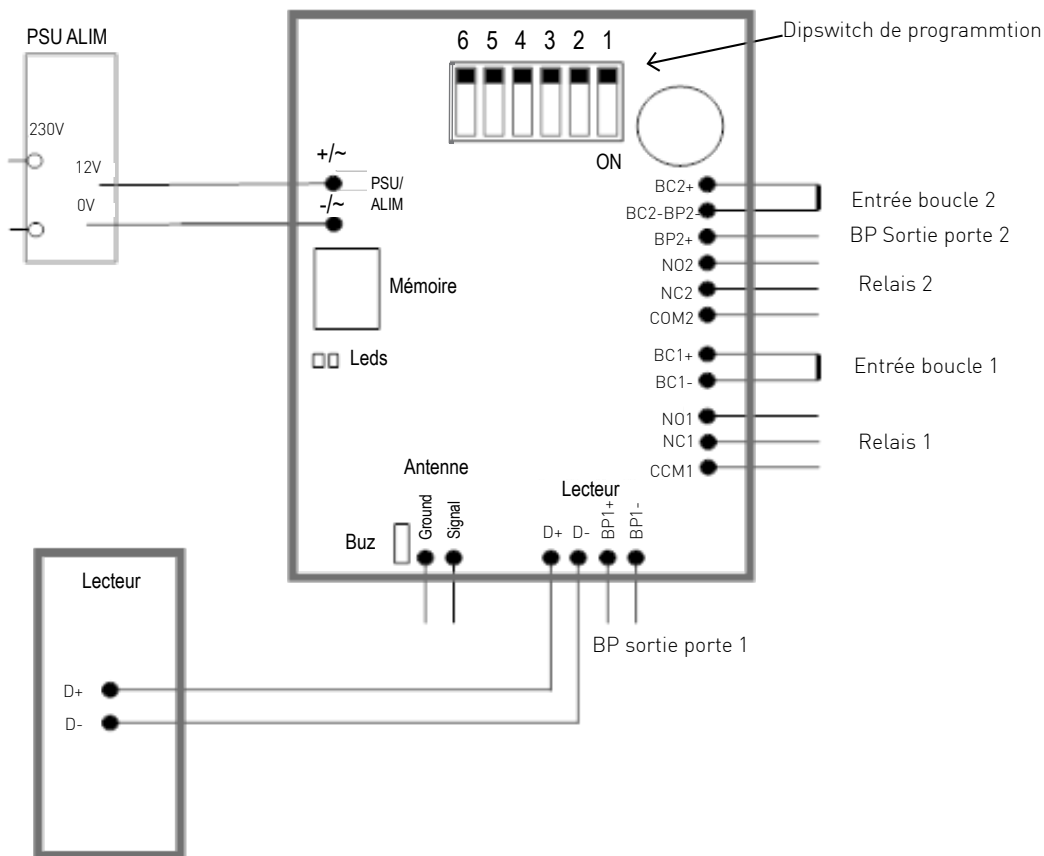 Dipswitch de programmtion
PSU ALIM
6 5 4 3 2 1
ON
230V
12V
0V
+/~
PSU/
ALIM
-/~
Mémoire
Leds
BC2+
BC2-BP2-
BP2+
NO2
NC2
COM2
BC1+
BC1-
NO1
NC1
CCM1
Entrée boucle 2
BP Sortie porte 2
Relais 2
Entrée boucle 1
Relais 1
Antenne
Lecteur
Buz
Ground
Signal
D+
D-
BP1+
BP1-
BP sortie porte 1
Lecteur
D+
D-